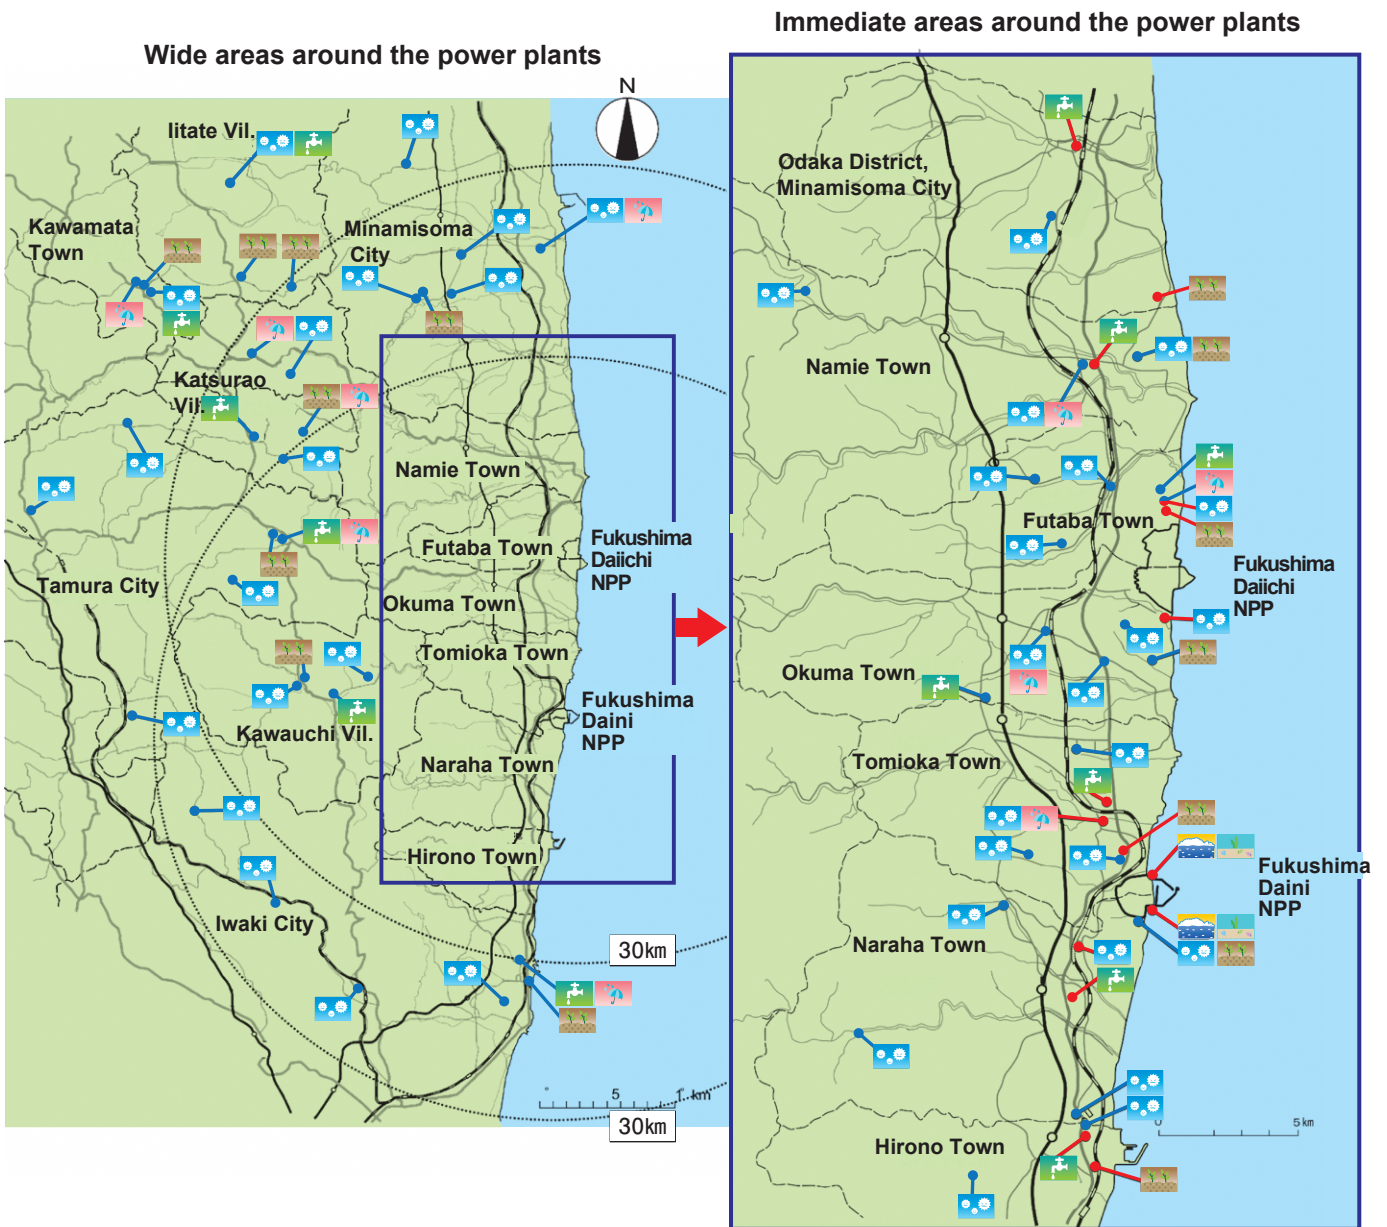 Wide areas around the power plants
N
Iitate Vil.
Kawamata
Town
Minamisoma
City
Katsurao
Vil.
Namie Town
Futaba Town
Fukushima
Daiichi
NPP
Tamura City
Okuma Town
Tomioka Town
Fukushima
Daini
NPP
Kawauchi Vil.
Naraha Town
Hirono Town
Iwaki City
30km
5
km
30km
Immediate areas around the power plants
Odaka District,
Minamisoma City
Namie Town
Futaba Town
Fukushima
Daiichi
NPP
Okuma Town
Tomioka Town
Fukushima
Daini
NPP
Naraha Town
Hirono Town
0
5km